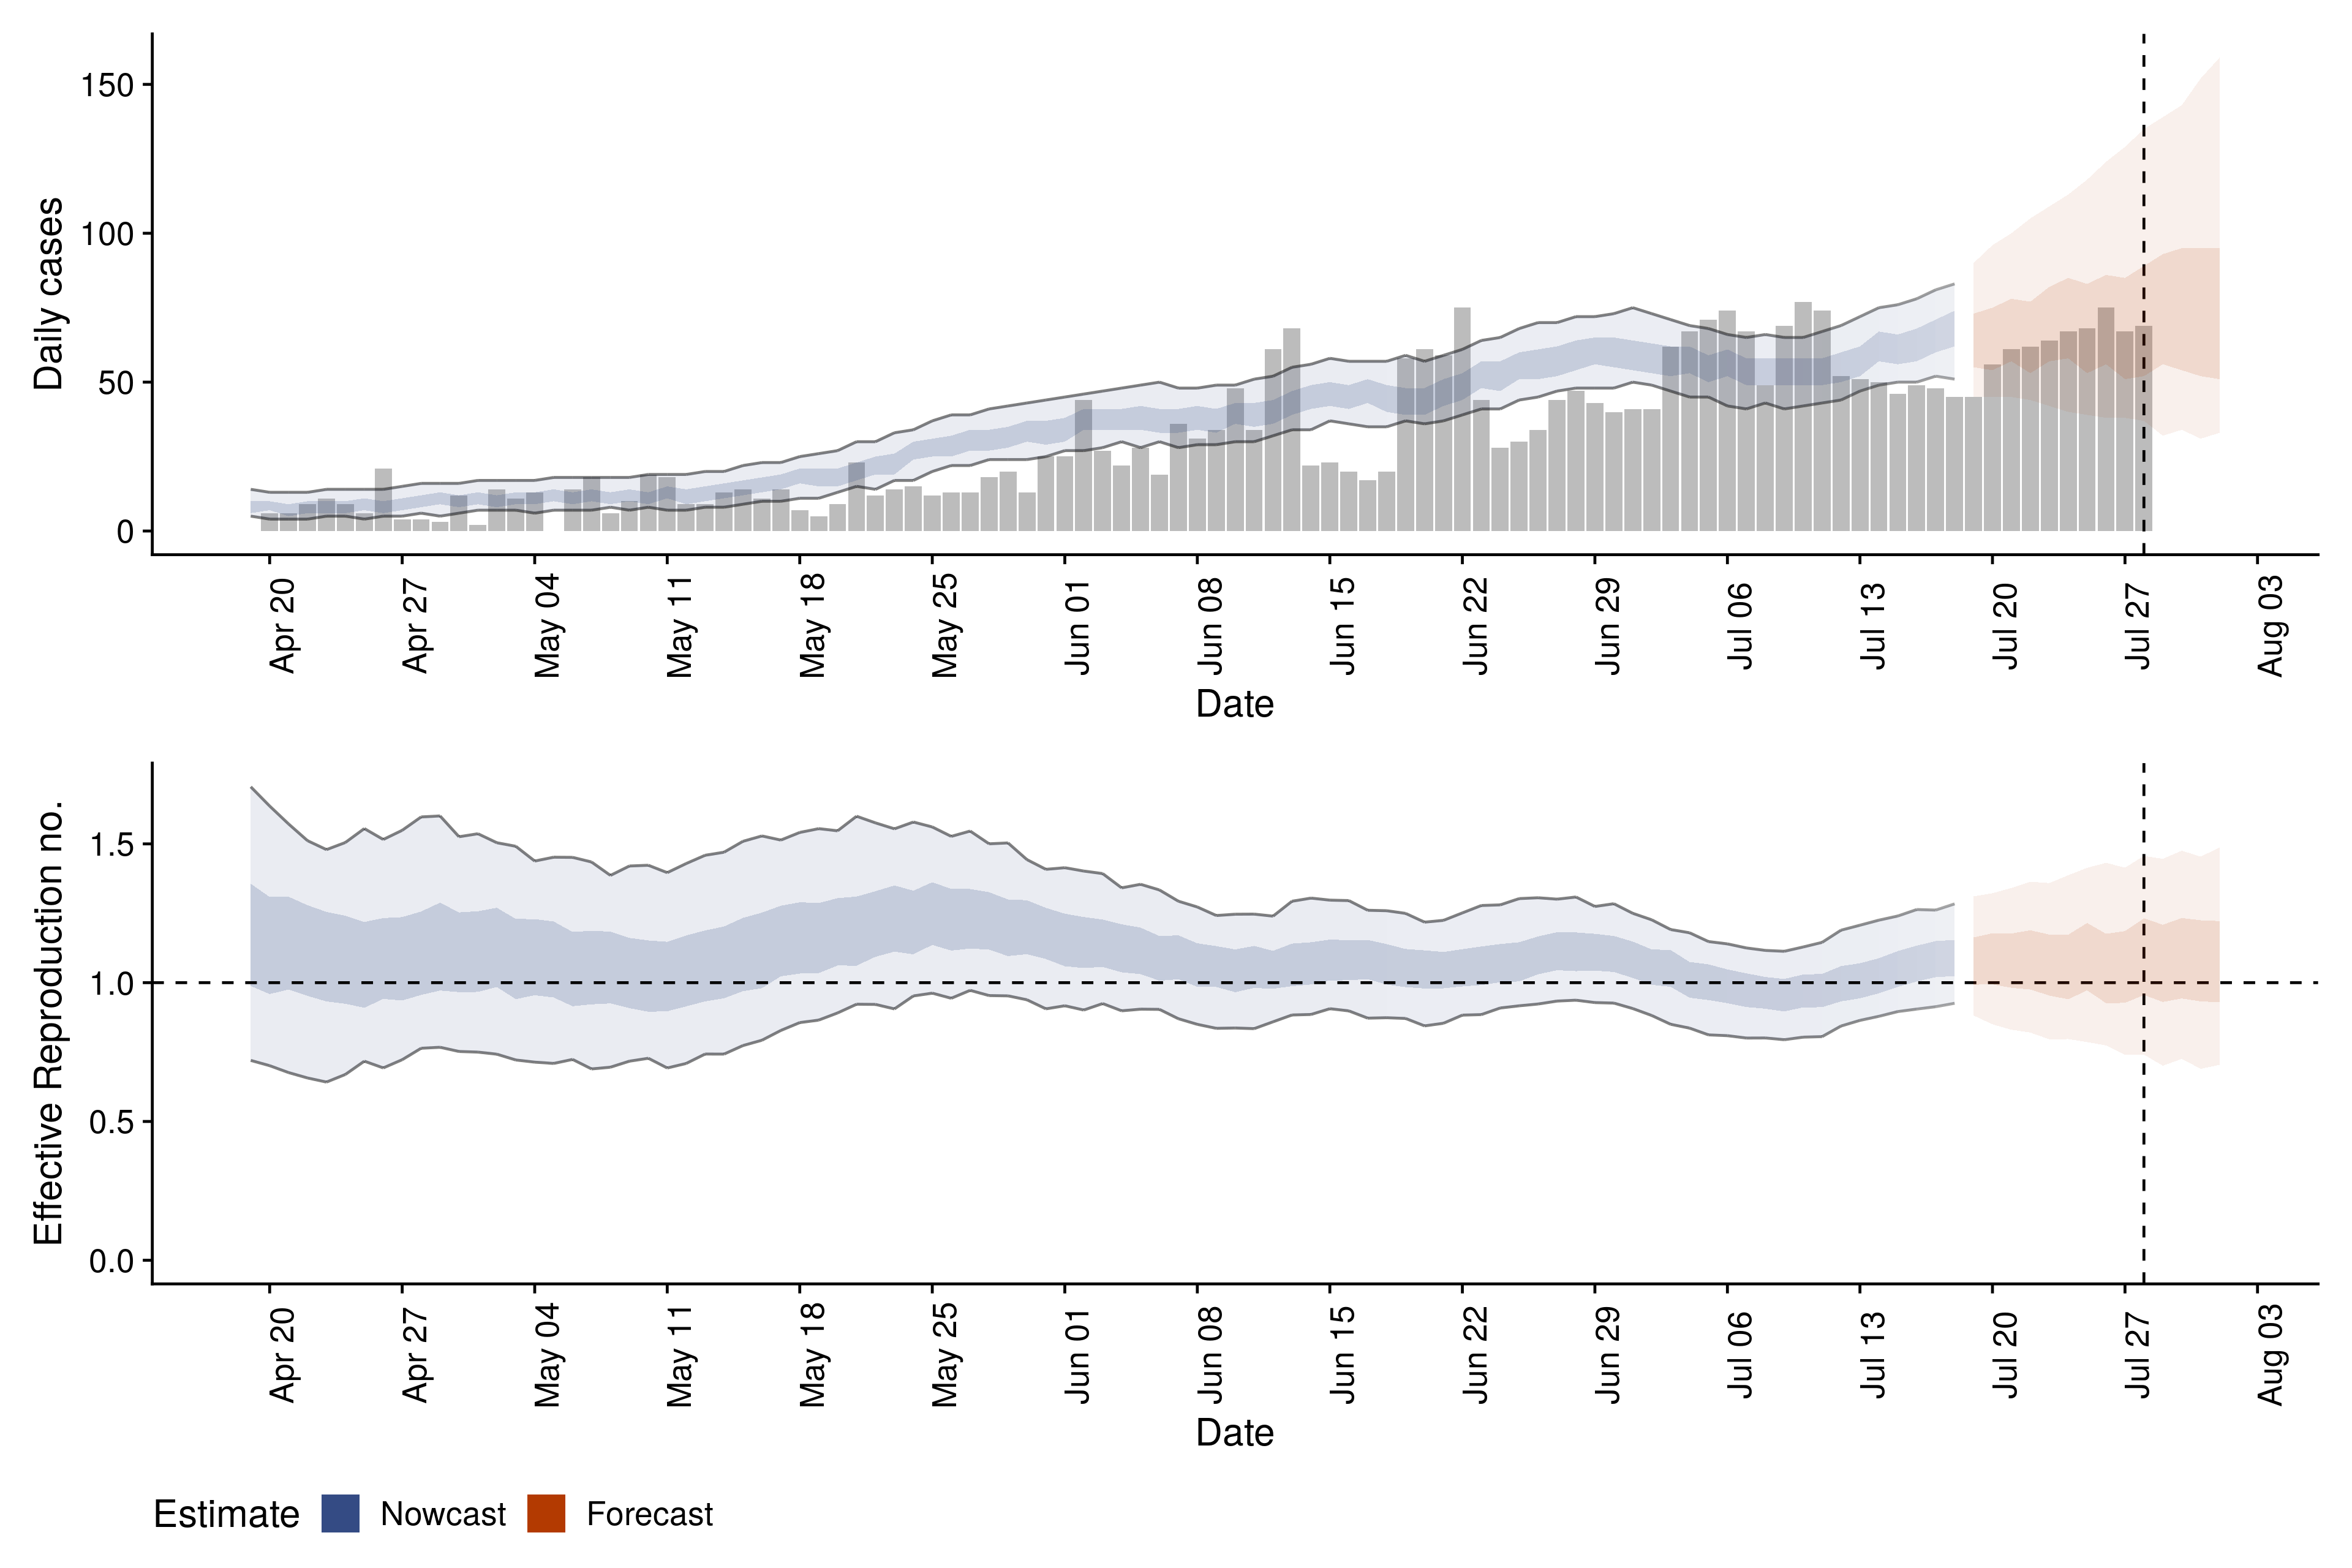 Daily cases
150
100
50
0
Apr 20
Apr 27
May 04
May 11
May 18
May 25
Jun 01
Jun 08
Jun 15
Jun 22
Jun 29
Jul 06
Jul 13
Jul 20
Jul 27
Aug 03
Date
Effective Reproduction no.
1.5
1.0
0.5
0.0
Apr 20
Apr 27
May 04
May 11
May 18
May 25
Jun 01
Jun 08
Jun 15
Jun 22
Jun 29
Jul 06
Jul 13
Jul 20
Jul 27
Aug 03
Date
Estimate Nowcast Forecast